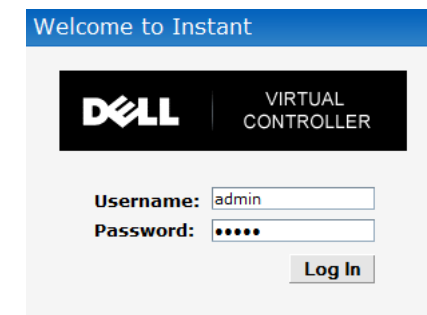 Welcome to Instant
DELL
VIRTUAL
CONTROLLER
Username: admin
Password: •••••
Log In